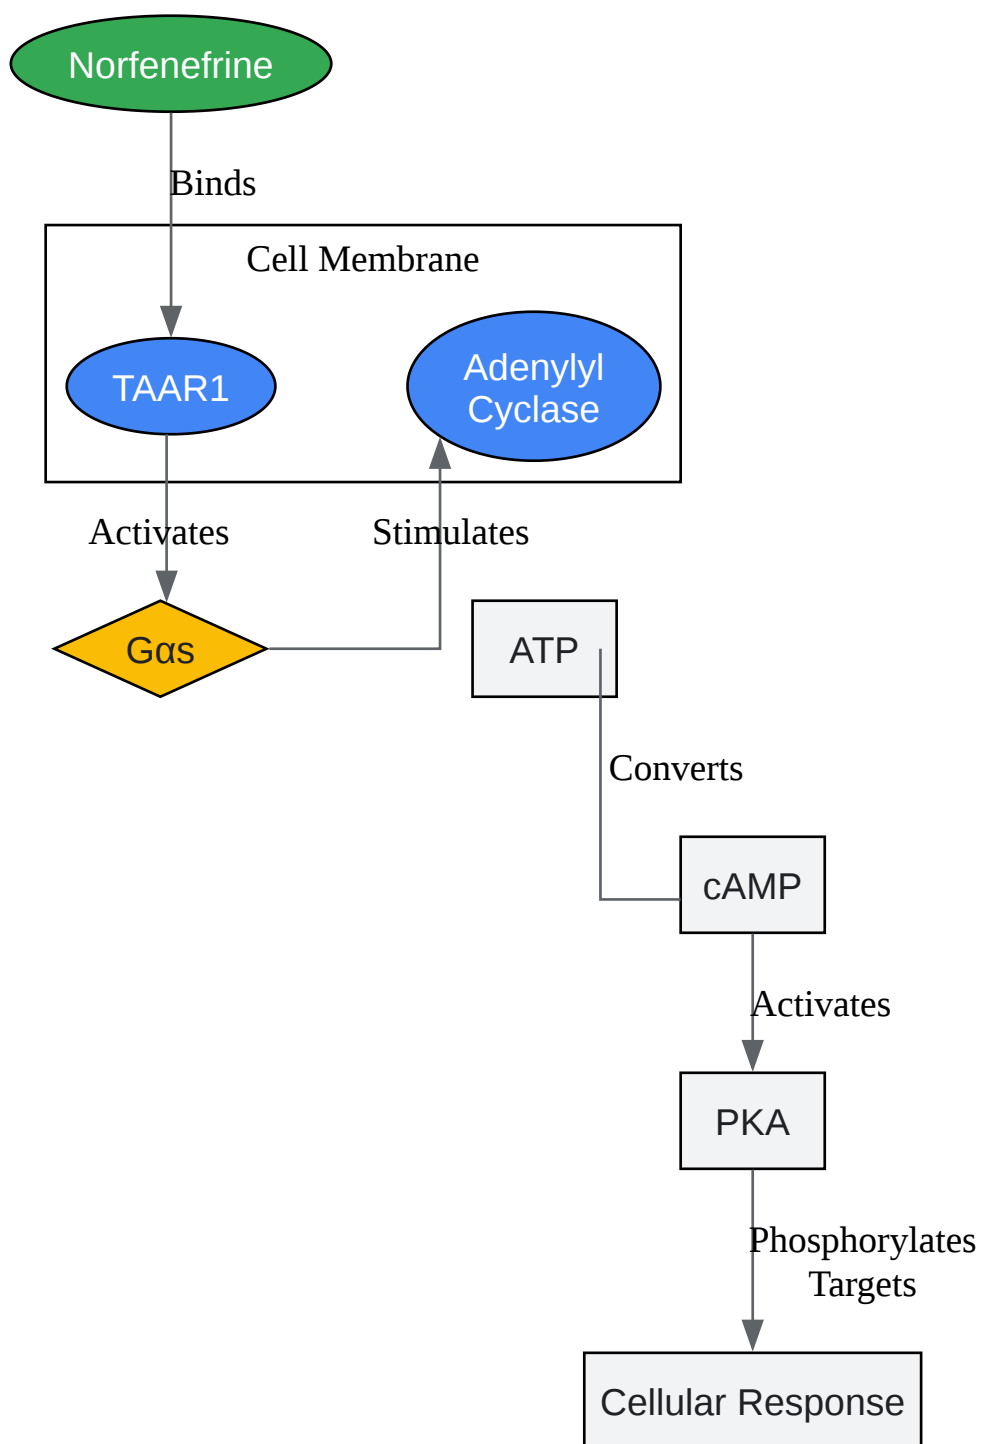 Norfenefrine
Binds
Cell Membrane
TAAR1
Adenylyl
Cyclase
Activates
Stimulates
Gαs
ATP
Converts
cAMP
Activates
PKA
Phosphorylates
Targets
Cellular Response